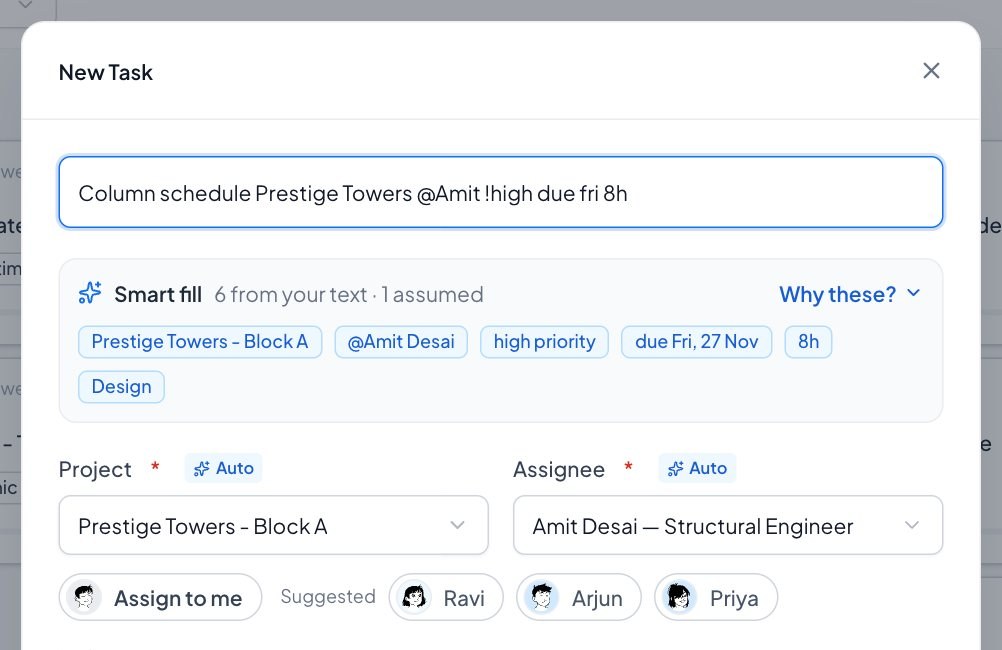 New Task
Column schedule Prestige Towers @Amit !high due fri 8h
Smart fill 6 from your text · 1 assumed Why these?
Prestige Towers - Block A @Amit Desai high priority due Fri, 27 Nov 8h
Design
Project * Auto Assignee * Auto
Prestige Towers - Block A Amit Desai — Structural Engineer
Assign to me Suggested Ravi Arjun Priya